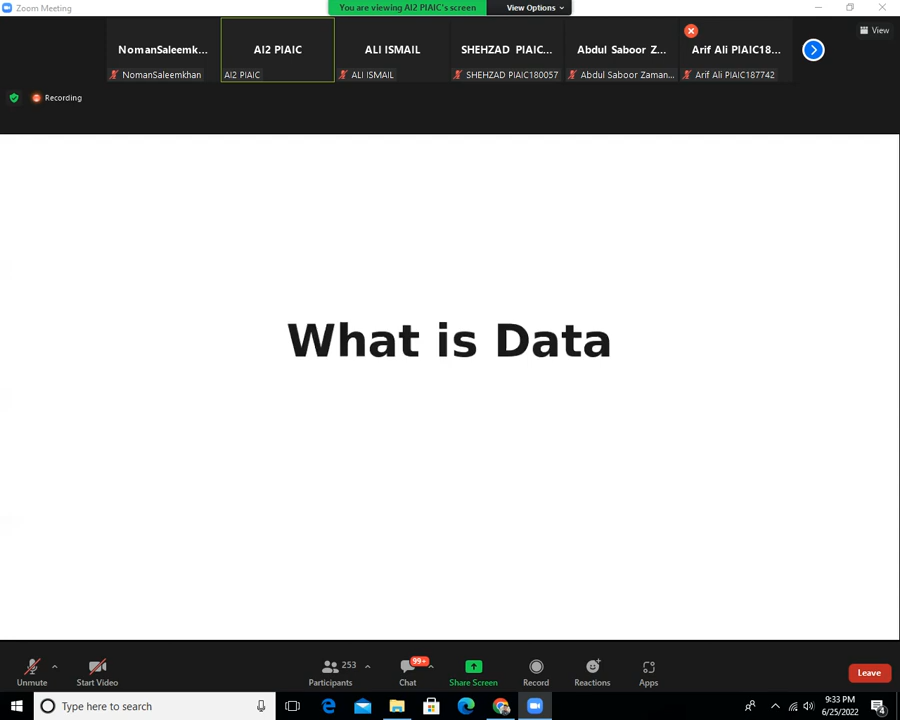 Zoom Meeting
You are viewing AI2 PIAIC's screen
View Options
NomanSaleemk... AI2 PIAIC ALI ISMAIL SHEHZAD PIAIC... Abdul Saboor Z... Arif Ali PIAIC18...
View
NomanSaleemkhan AI2 PIAIC ALI ISMAIL SHEHZAD PIAIC180057 Abdul Saboor Zaman... Arif Ali PIAIC187742
Recording
What is Data
253
99+
Unmute Start Video Participants Chat Share Screen Record Reactions Apps
Leave
Type here to search
9:33 PM
6/25/2022
4